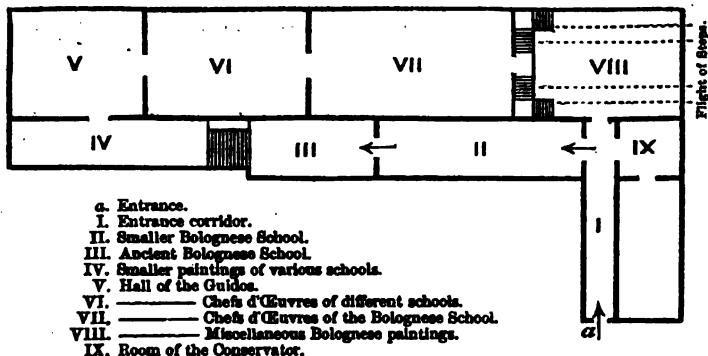 V
VI
VII
VIII
Flight of Steps.
IV
III
II
IX
I
a
a. Entrance.
I. Entrance corridor.
II. Smaller Bolognese School.
III. Ancient Bolognese School.
IV. Smaller paintings of various schools.
V. Hall of the Guidos.
VI. ——— Chefs d'Œuvres of different schools.
VII. ——— Chefs d'Œuvres of the Bolognese School.
VIII. ——— Miscellaneous Bolognese paintings.
IX. Room of the Conservator.